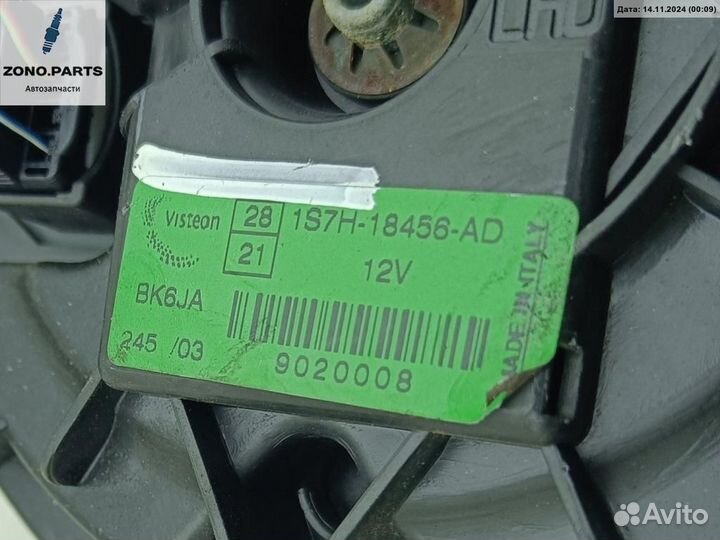 Дата: 14.11.2024 (00:09)
LHD
ZONO.PARTS
Автозапчасти
Visteon 28 1S7H-18456-AD
21 12V
BK6JA
245 /03
9020008
MADE IN ITALY
Avito